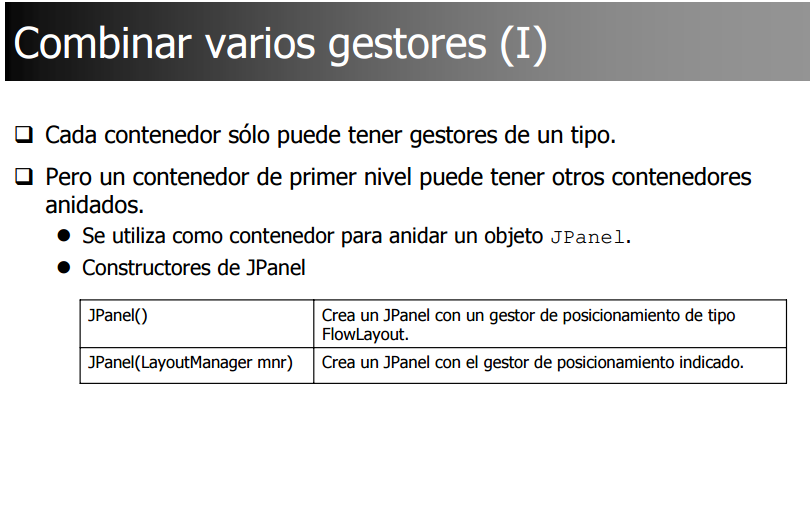 Combinar varios gestores (I)
Cada contenedor sólo puede tener gestores de un tipo.
Pero un contenedor de primer nivel puede tener otros contenedores
anidados.
Se utiliza como contenedor para anidar un objeto JPanel.
Constructores de JPanel
JPanel()
Crea un JPanel con un gestor de posicionamiento de tipo
FlowLayout.
JPanel(LayoutManager mnr)
Crea un JPanel con el gestor de posicionamiento indicado.